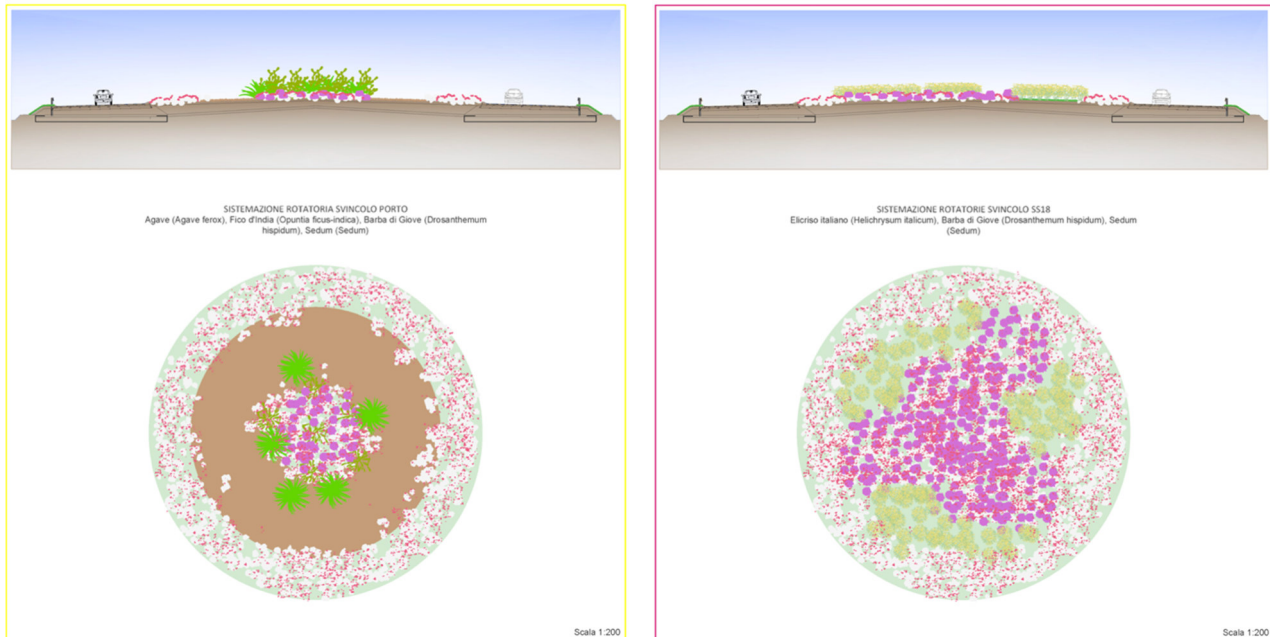 SISTEMAZIONE ROTATORIA SVINCOLO PORTO
Agave (Agave ferox), Fico d'India (Opuntia ficus-indica), Barba di Giove (Drosanthemum
hispidum), Sedum (Sedum)
Scala 1:200
SISTEMAZIONE ROTATORIE SVINCOLO SS18
Elicriso italiano (Helichrysum italicum), Barba di Giove (Drosanthemum hispidum), Sedum
(Sedum)
Scala 1:200